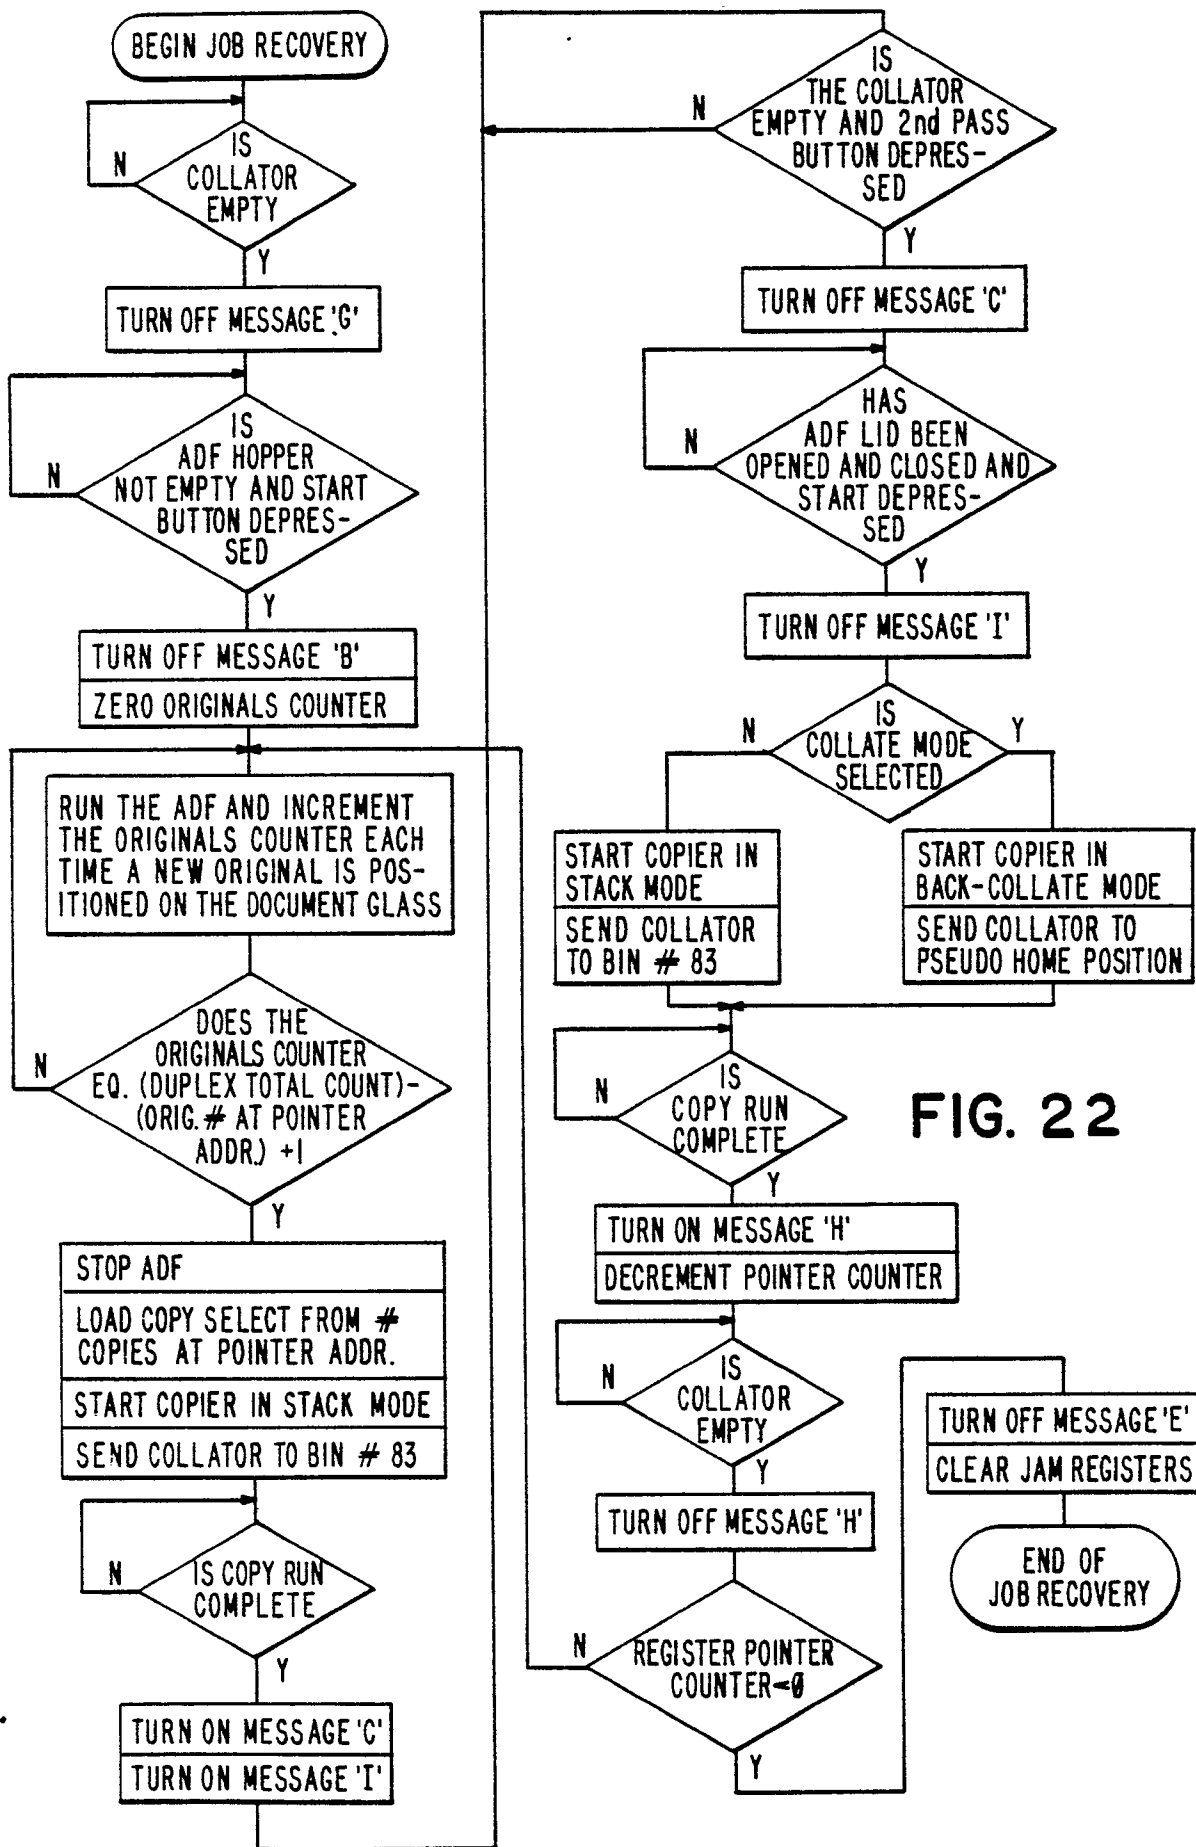 BEGIN JOB RECOVERY
IS
COLLATOR
EMPTY
N
Y
TURN OFF MESSAGE 'G'
IS
ADF HOPPER
NOT EMPTY AND START
BUTTON DEPRES-
SED
N
Y
TURN OFF MESSAGE 'B'
ZERO ORIGINALS COUNTER
RUN THE ADF AND INCREMENT
THE ORIGINALS COUNTER EACH
TIME A NEW ORIGINAL IS POS-
ITIONED ON THE DOCUMENT GLASS
DOES THE
ORIGINALS COUNTER
EQ. (DUPLEX TOTAL COUNT)-
(ORIG. # AT POINTER
ADDR.) +1
N
Y
STOP ADF
LOAD COPY SELECT FROM #
COPIES AT POINTER ADDR.
START COPIER IN STACK MODE
SEND COLLATOR TO BIN # 83
IS COPY RUN
COMPLETE
N
Y
TURN ON MESSAGE 'C'
TURN ON MESSAGE 'I'
IS
THE COLLATOR
EMPTY AND 2nd PASS
BUTTON DEPRES-
SED
N
Y
TURN OFF MESSAGE 'C'
HAS
ADF LID BEEN
OPENED AND CLOSED AND
START DEPRES-
SED
N
Y
TURN OFF MESSAGE 'I'
IS
COLLATE MODE
SELECTED
N
Y
START COPIER IN
STACK MODE
SEND COLLATOR
TO BIN # 83
START COPIER IN
BACK-COLLATE MODE
SEND COLLATOR TO
PSEUDO HOME POSITION
IS
COPY RUN
COMPLETE
N
Y
FIG. 22
TURN ON MESSAGE 'H'
DECREMENT POINTER COUNTER
IS
COLLATOR
EMPTY
N
Y
TURN OFF MESSAGE 'H'
REGISTER POINTER
COUNTER<0
N
Y
TURN OFF MESSAGE 'E'
CLEAR JAM REGISTERS
END OF
JOB RECOVERY